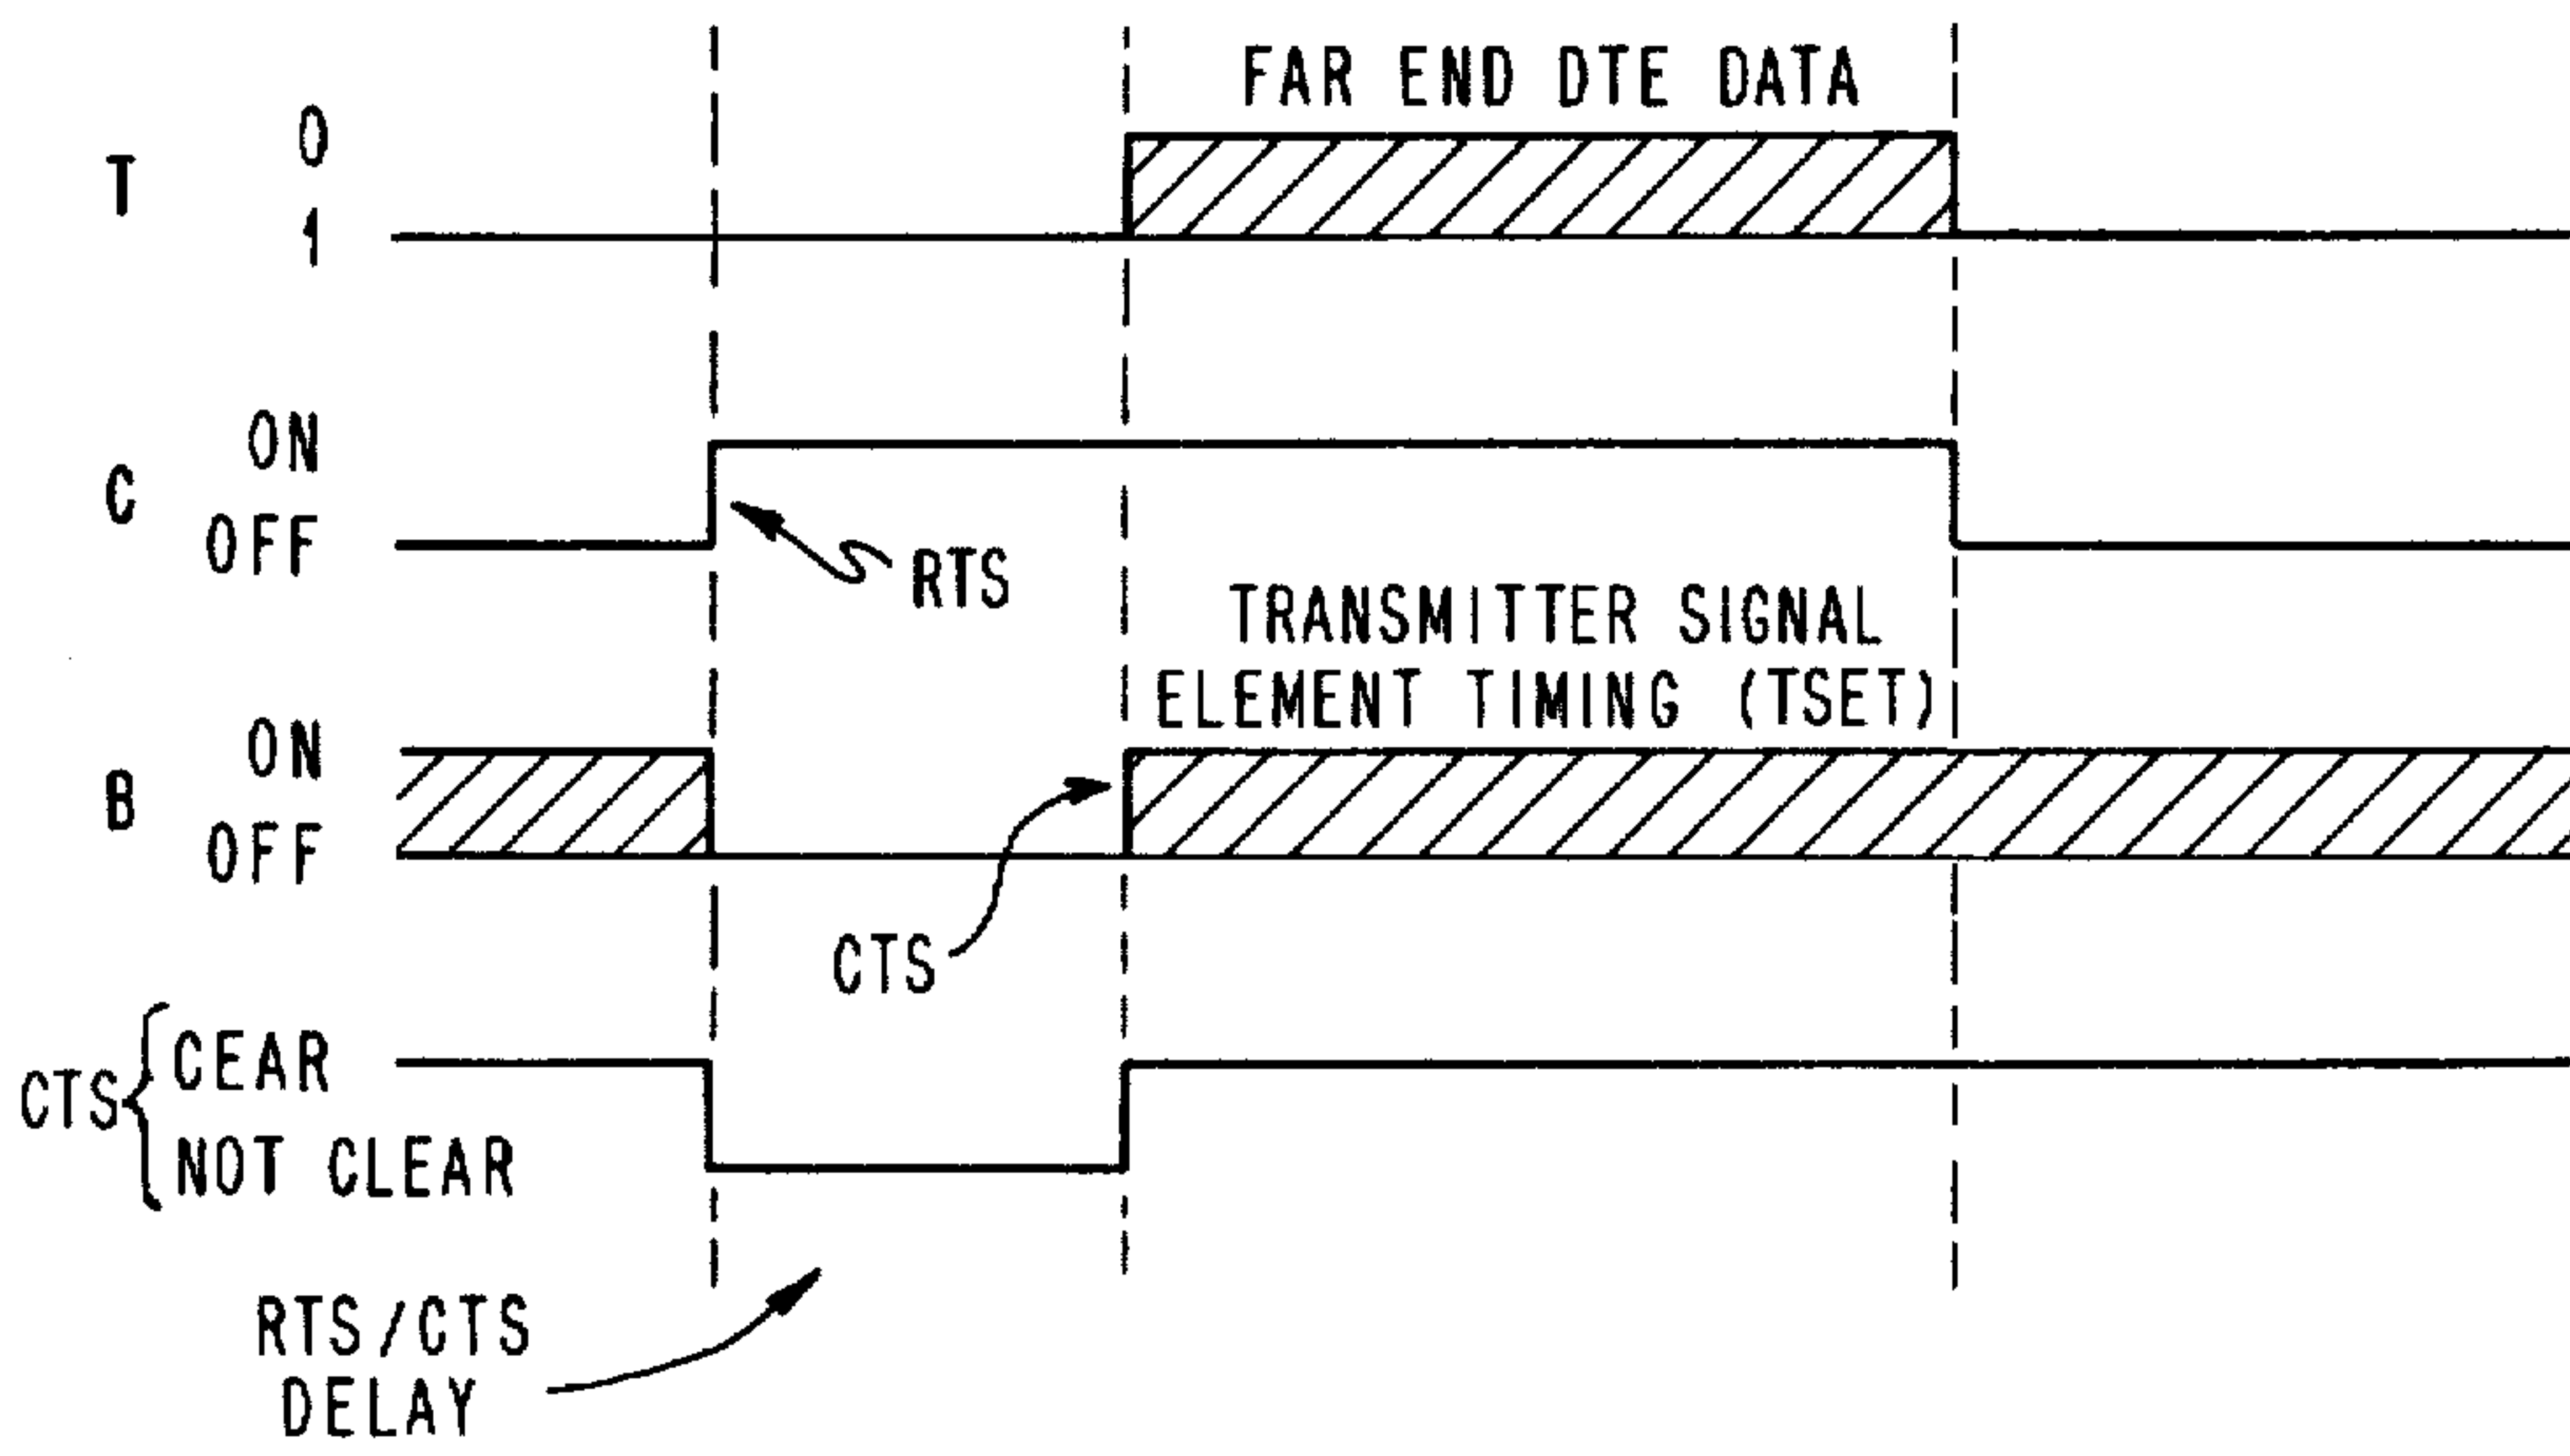 FAR END DTE DATA
T
0
1
C
ON
OFF
RTS
TRANSMITTER SIGNAL
ELEMENT TIMING (TSET)
B
ON
OFF
CTS
CTS
CEAR
NOT CLEAR
RTS/CTS
DELAY